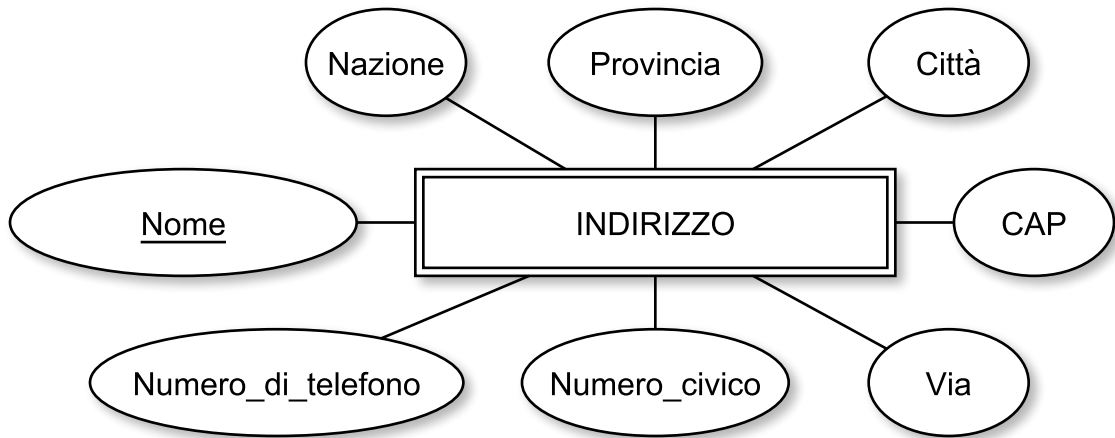 Nazione
Provincia
Città
Nome
INDIRIZZO
CAP
Numero_di_telefono
Numero_civico
Via